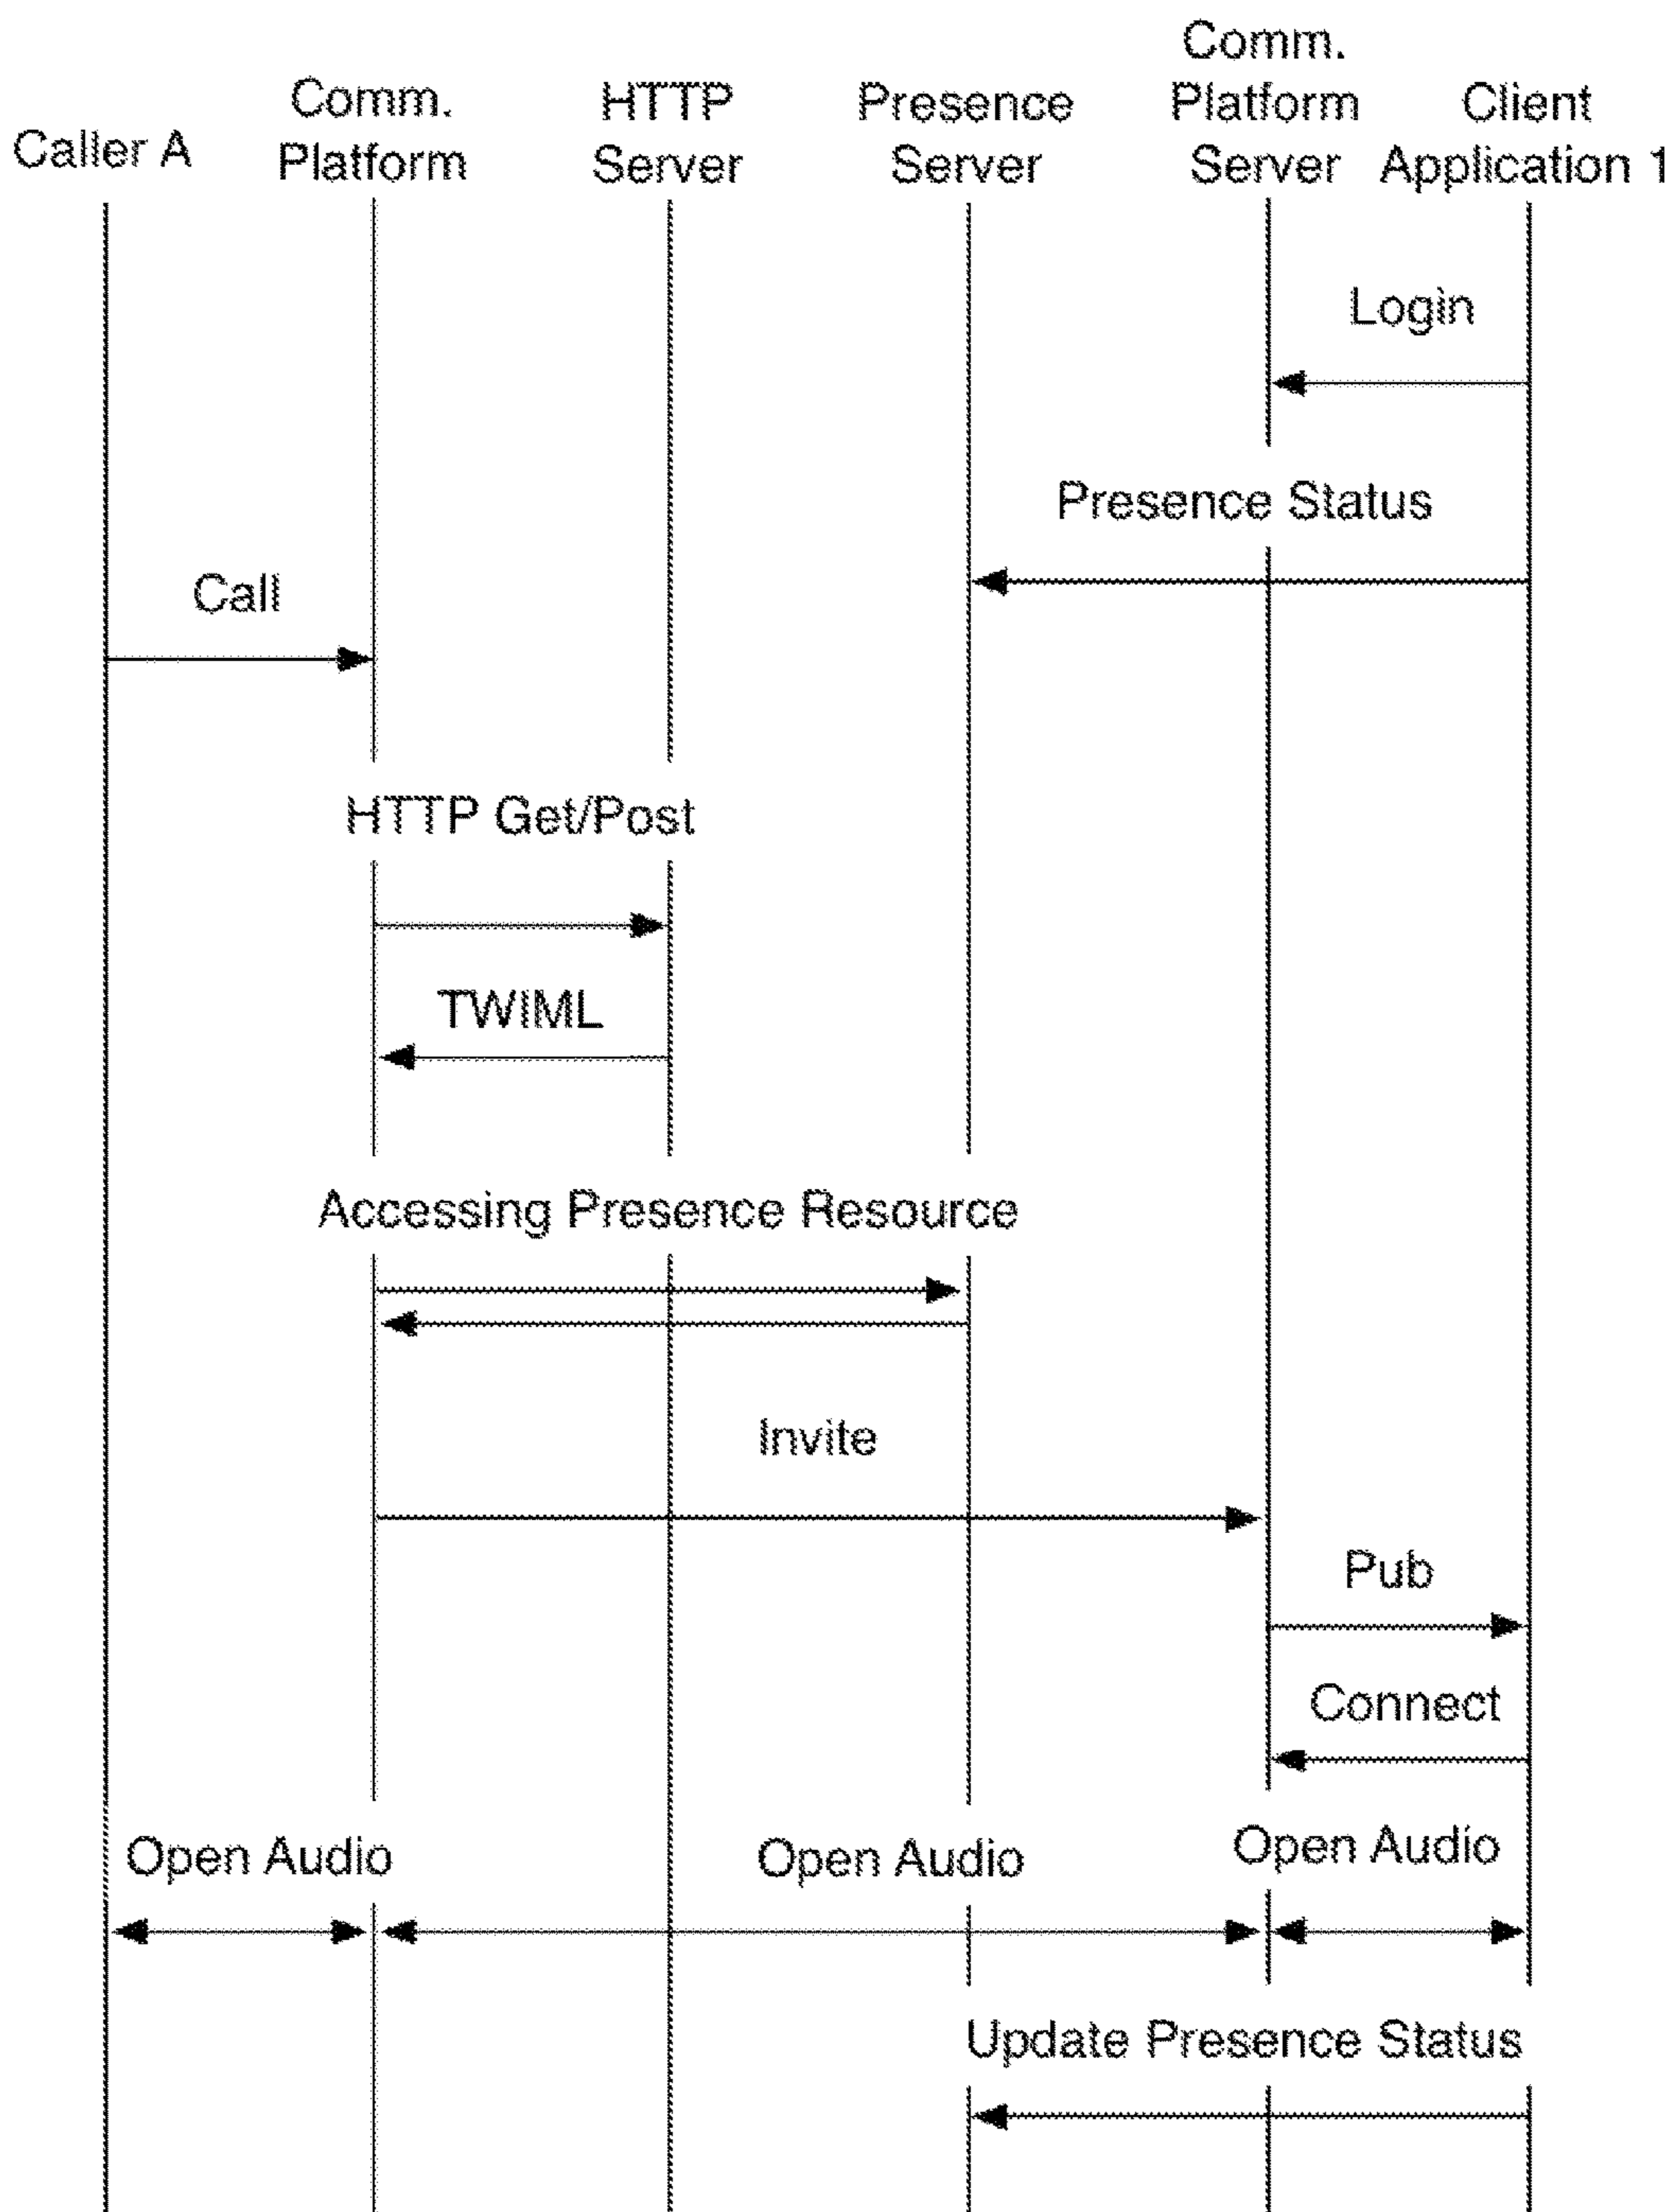 Caller A
Comm.
Platform
HTTP
Server
Presence
Server
Comm.
Platform
Server
Client
Application 1
Login
Presence Status
Call
HTTP Get/Post
TWIML
Accessing Presence Resource
Invite
Pub
Connect
Open Audio
Open Audio
Open Audio
Update Presence Status